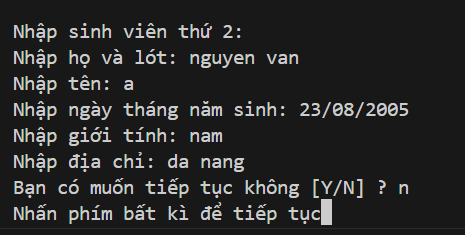 Nhập sinh viên thứ 2:
Nhập họ và lót: nguyen van
Nhập tên: a
Nhập ngày tháng năm sinh: 23/08/2005
Nhập giới tính: nam
Nhập địa chỉ: da nang
Bạn có muốn tiếp tục không [Y/N] ? n
Nhấn phím bất kì để tiếp tục